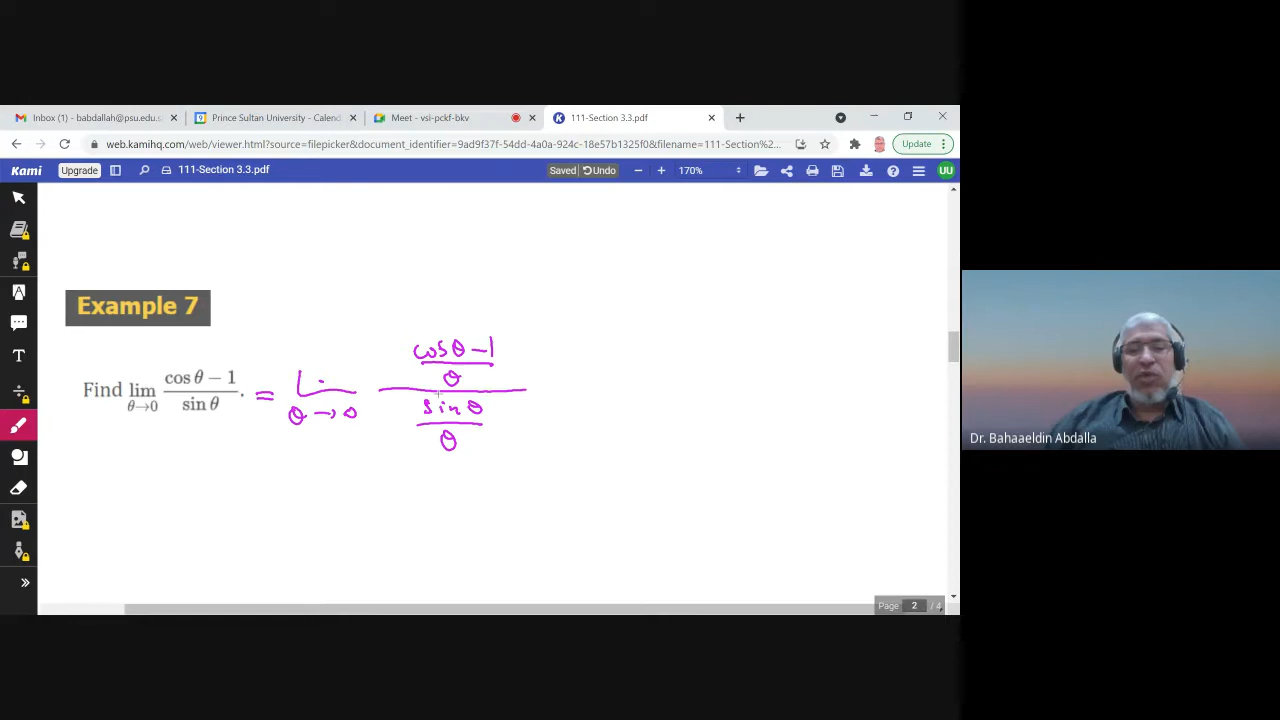 Inbox (1) - babdallah@psu.edu.s
Prince Sultan University - Calend
Meet - vsi-pckf-bkv
111-Section 3.3.pdf
web.kamihq.com/web/viewer.html?source=filepicker&document_identifier=9ad9f37f-54dd-4a0a-924c-18e57b1325f0&filename=111-Section%2...
Update
Kami
Upgrade
111-Section 3.3.pdf
Saved Undo
170%
UU
Example 7
Find lim θ→0 (cos θ − 1)/(sin θ). = Li θ→0 ((cos θ − 1)/θ)/((sin θ)/θ)
Dr. Bahaaeldin Abdalla
Page 2 / 4